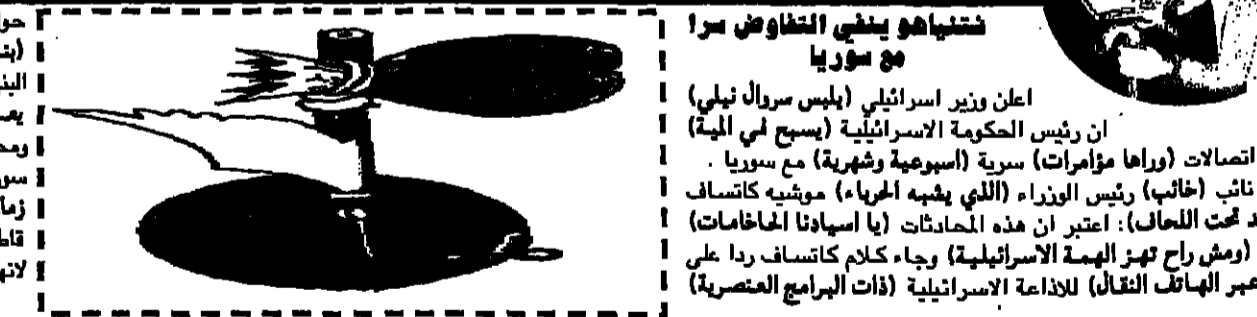 نتنياهو ينفي التفاوض سرا
مع سوريا
اعلن وزير اسرائيلي (يلبس سروال نيلي)
ان رئيس الحكومة الاسرائيلية (يسبح في المية)
اتصالات (وراها مؤامرات) سرية (اسبوعية وشهرية) مع سوريا .
نائب (خائب) رئيس الوزراء (اللي يشبه الحرباء) موشيه كاتساف
تحت اللحاف): اعتبر ان هذه المحادثات (يا اسيادنا الحاخامات)
(ومش راح تهز الهمة الاسرائيلية) وجاء كلام كاتساف ردا على
عبر الهاتف النقال) للاذاعة الاسرائيلية (ذات البرامج العنصرية)